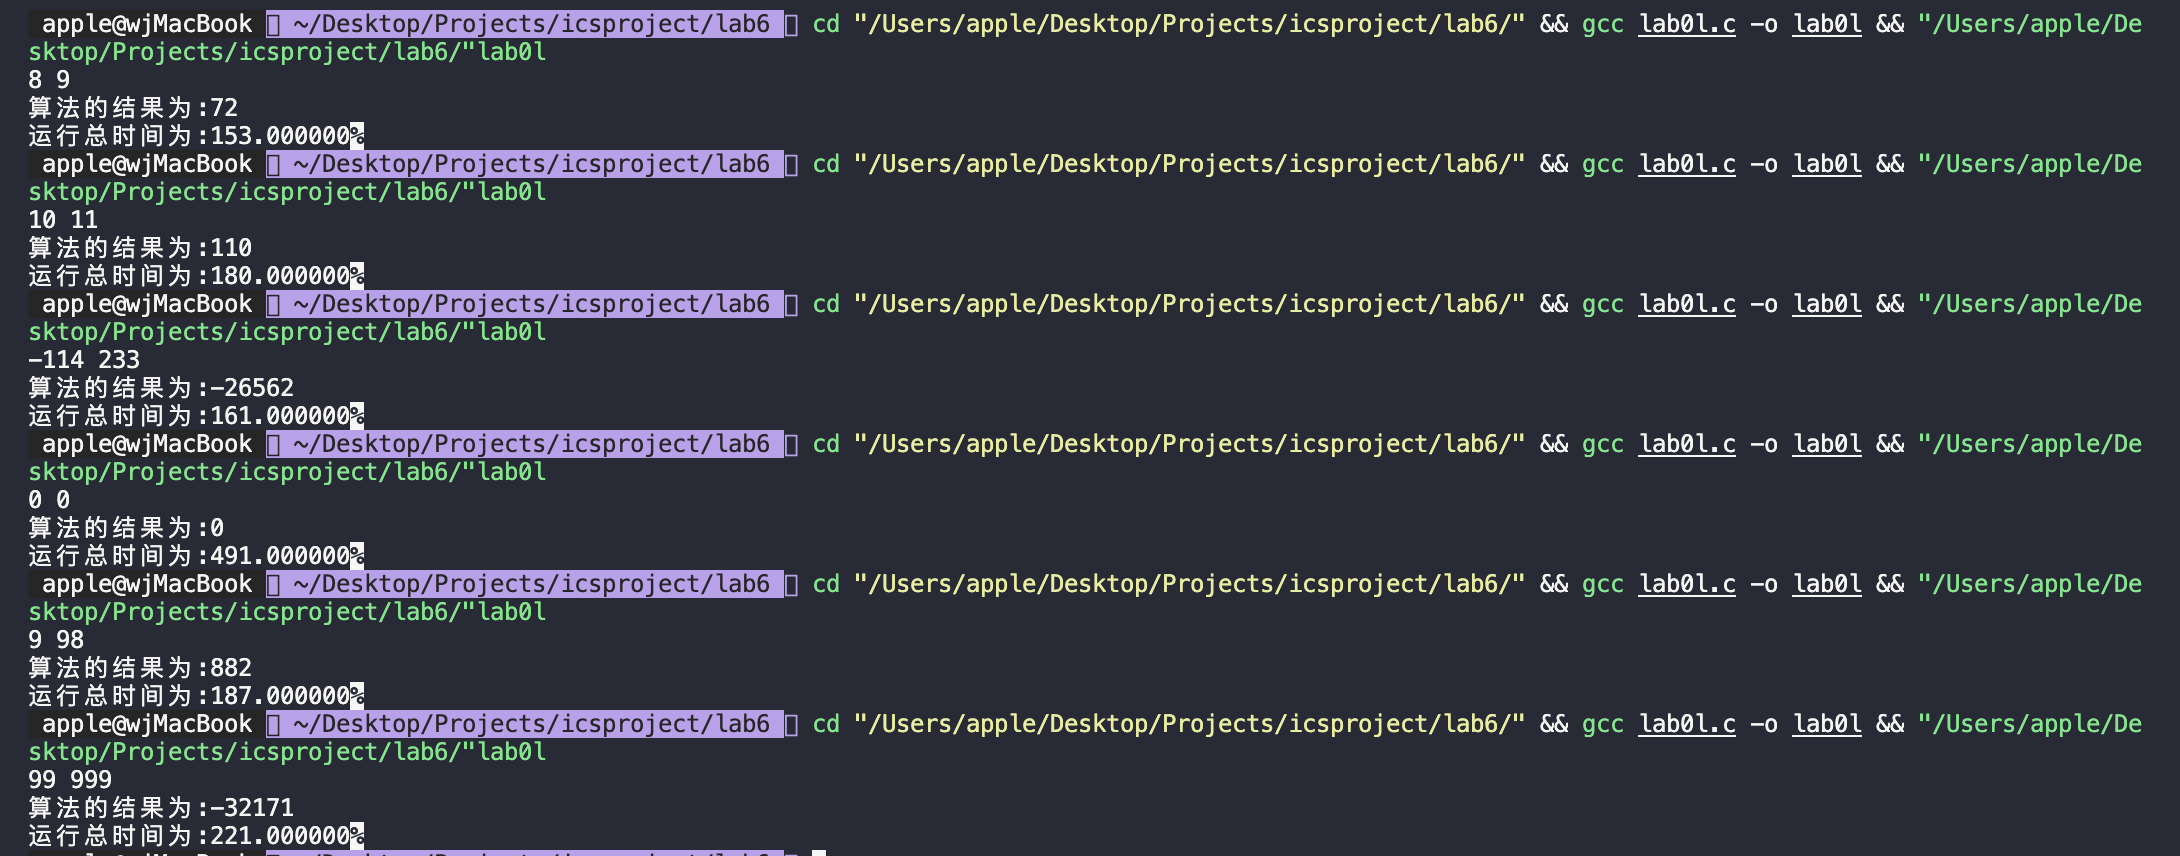 apple@wjMacBook ~/Desktop/Projects/icsproject/lab6 cd "/Users/apple/Desktop/Projects/icsproject/lab6/" && gcc lab0l.c -o lab0l && "/Users/apple/De
sktop/Projects/icsproject/lab6/"lab0l
8 9
算法的结果为:72
运行总时间为:153.000000%
apple@wjMacBook ~/Desktop/Projects/icsproject/lab6 cd "/Users/apple/Desktop/Projects/icsproject/lab6/" && gcc lab0l.c -o lab0l && "/Users/apple/De
sktop/Projects/icsproject/lab6/"lab0l
10 11
算法的结果为:110
运行总时间为:180.000000%
apple@wjMacBook ~/Desktop/Projects/icsproject/lab6 cd "/Users/apple/Desktop/Projects/icsproject/lab6/" && gcc lab0l.c -o lab0l && "/Users/apple/De
sktop/Projects/icsproject/lab6/"lab0l
-114 233
算法的结果为:-26562
运行总时间为:161.000000%
apple@wjMacBook ~/Desktop/Projects/icsproject/lab6 cd "/Users/apple/Desktop/Projects/icsproject/lab6/" && gcc lab0l.c -o lab0l && "/Users/apple/De
sktop/Projects/icsproject/lab6/"lab0l
0 0
算法的结果为:0
运行总时间为:491.000000%
apple@wjMacBook ~/Desktop/Projects/icsproject/lab6 cd "/Users/apple/Desktop/Projects/icsproject/lab6/" && gcc lab0l.c -o lab0l && "/Users/apple/De
sktop/Projects/icsproject/lab6/"lab0l
9 98
算法的结果为:882
运行总时间为:187.000000%
apple@wjMacBook ~/Desktop/Projects/icsproject/lab6 cd "/Users/apple/Desktop/Projects/icsproject/lab6/" && gcc lab0l.c -o lab0l && "/Users/apple/De
sktop/Projects/icsproject/lab6/"lab0l
99 999
算法的结果为:-32171
运行总时间为:221.000000%